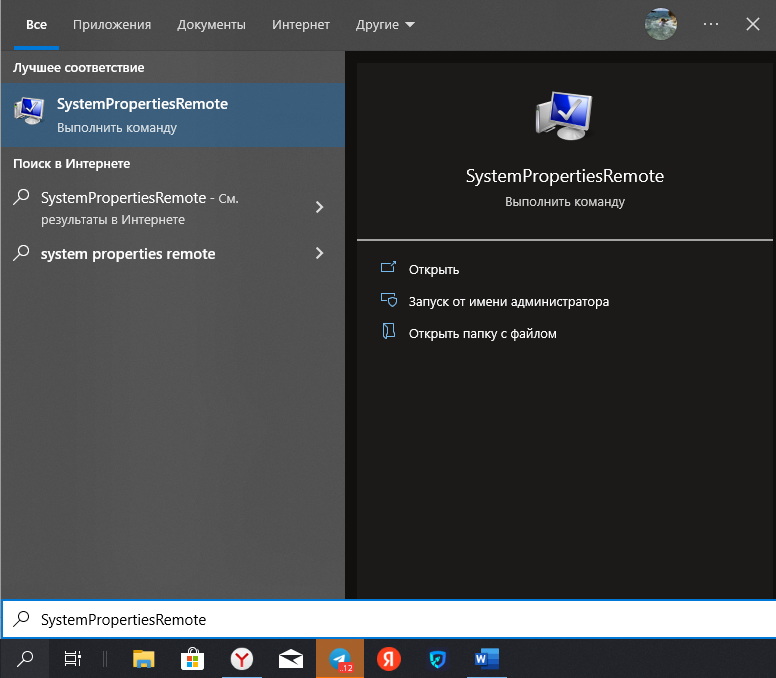 Все Приложения Документы Интернет Другие
Лучшее соответствие
SystemPropertiesRemote
Выполнить команду
Поиск в Интернете
SystemPropertiesRemote - См.
результаты в Интернете
system properties remote
SystemPropertiesRemote
Выполнить команду
Открыть
Запуск от имени администратора
Открыть папку с файлом
SystemPropertiesRemote
Y ..12 Я W